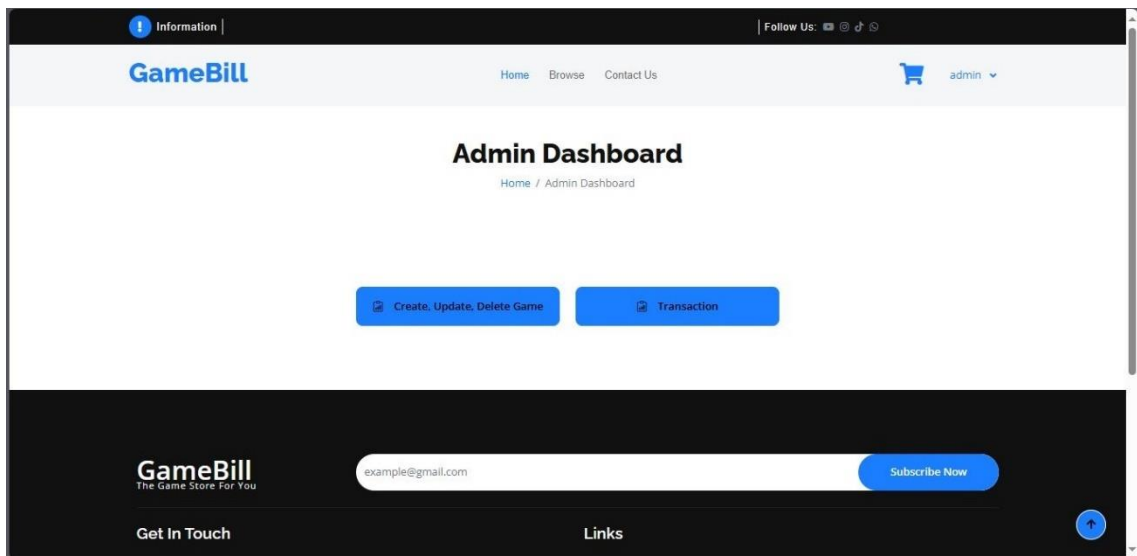 Information
Follow Us:
GameBill
Home Browse Contact Us
admin
Admin Dashboard
Home / Admin Dashboard
Create, Update, Delete Game
Transaction
GameBill
The Game Store For You
example@gmail.com
Subscribe Now
Get In Touch
Links